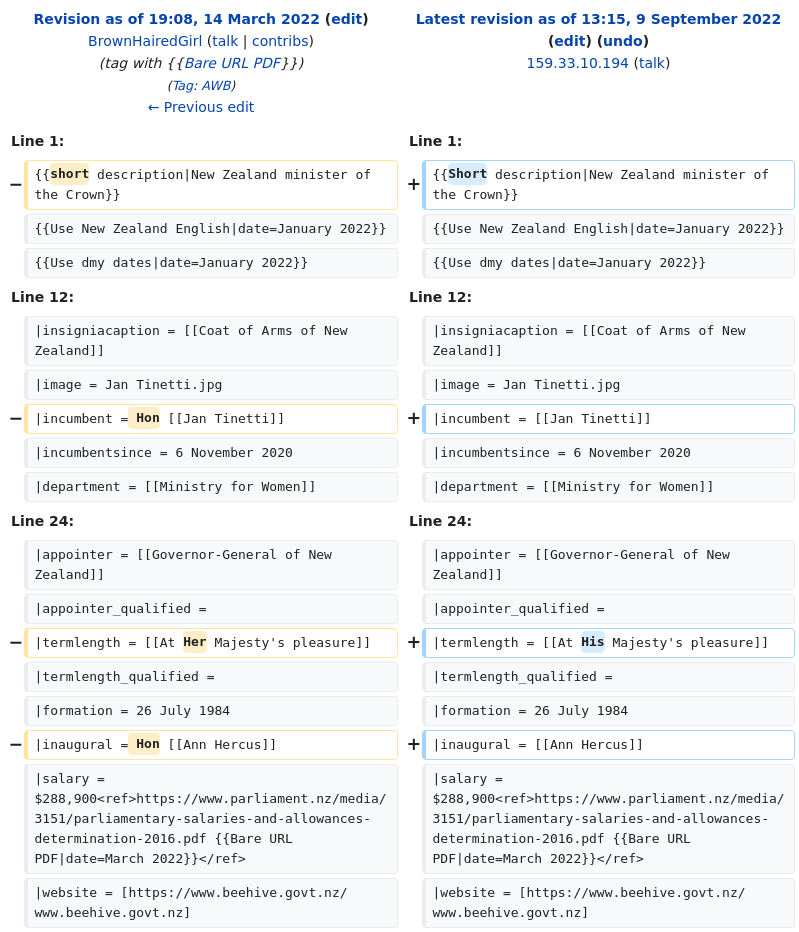 Revision as of 19:08, 14 March 2022 (edit)
BrownHairedGirl (talk | contribs)
(tag with {{Bare URL PDF}})
(Tag: AWB)
← Previous edit
Latest revision as of 13:15, 9 September 2022
(edit) (undo)
159.33.10.194 (talk)
Line 1:
Line 1:
− {{short description|New Zealand minister of
the Crown}}
+ {{Short description|New Zealand minister of
the Crown}}
{{Use New Zealand English|date=January 2022}}
{{Use New Zealand English|date=January 2022}}
{{Use dmy dates|date=January 2022}}
{{Use dmy dates|date=January 2022}}
Line 12:
Line 12:
|insigniacaption = [[Coat of Arms of New
Zealand]]
|insigniacaption = [[Coat of Arms of New
Zealand]]
|image = Jan Tinetti.jpg
|image = Jan Tinetti.jpg
− |incumbent = Hon [[Jan Tinetti]]
+ |incumbent = [[Jan Tinetti]]
|incumbentsince = 6 November 2020
|incumbentsince = 6 November 2020
|department = [[Ministry for Women]]
|department = [[Ministry for Women]]
Line 24:
Line 24:
|appointer = [[Governor-General of New
Zealand]]
|appointer = [[Governor-General of New
Zealand]]
|appointer_qualified =
|appointer_qualified =
− |termlength = [[At Her Majesty's pleasure]]
+ |termlength = [[At His Majesty's pleasure]]
|termlength_qualified =
|termlength_qualified =
|formation = 26 July 1984
|formation = 26 July 1984
− |inaugural = Hon [[Ann Hercus]]
+ |inaugural = [[Ann Hercus]]
|salary =
$288,900<ref>https://www.parliament.nz/media/
3151/parliamentary-salaries-and-allowances-
determination-2016.pdf {{Bare URL
PDF|date=March 2022}}</ref>
|salary =
$288,900<ref>https://www.parliament.nz/media/
3151/parliamentary-salaries-and-allowances-
determination-2016.pdf {{Bare URL
PDF|date=March 2022}}</ref>
|website = [https://www.beehive.govt.nz/
www.beehive.govt.nz]
|website = [https://www.beehive.govt.nz/
www.beehive.govt.nz]